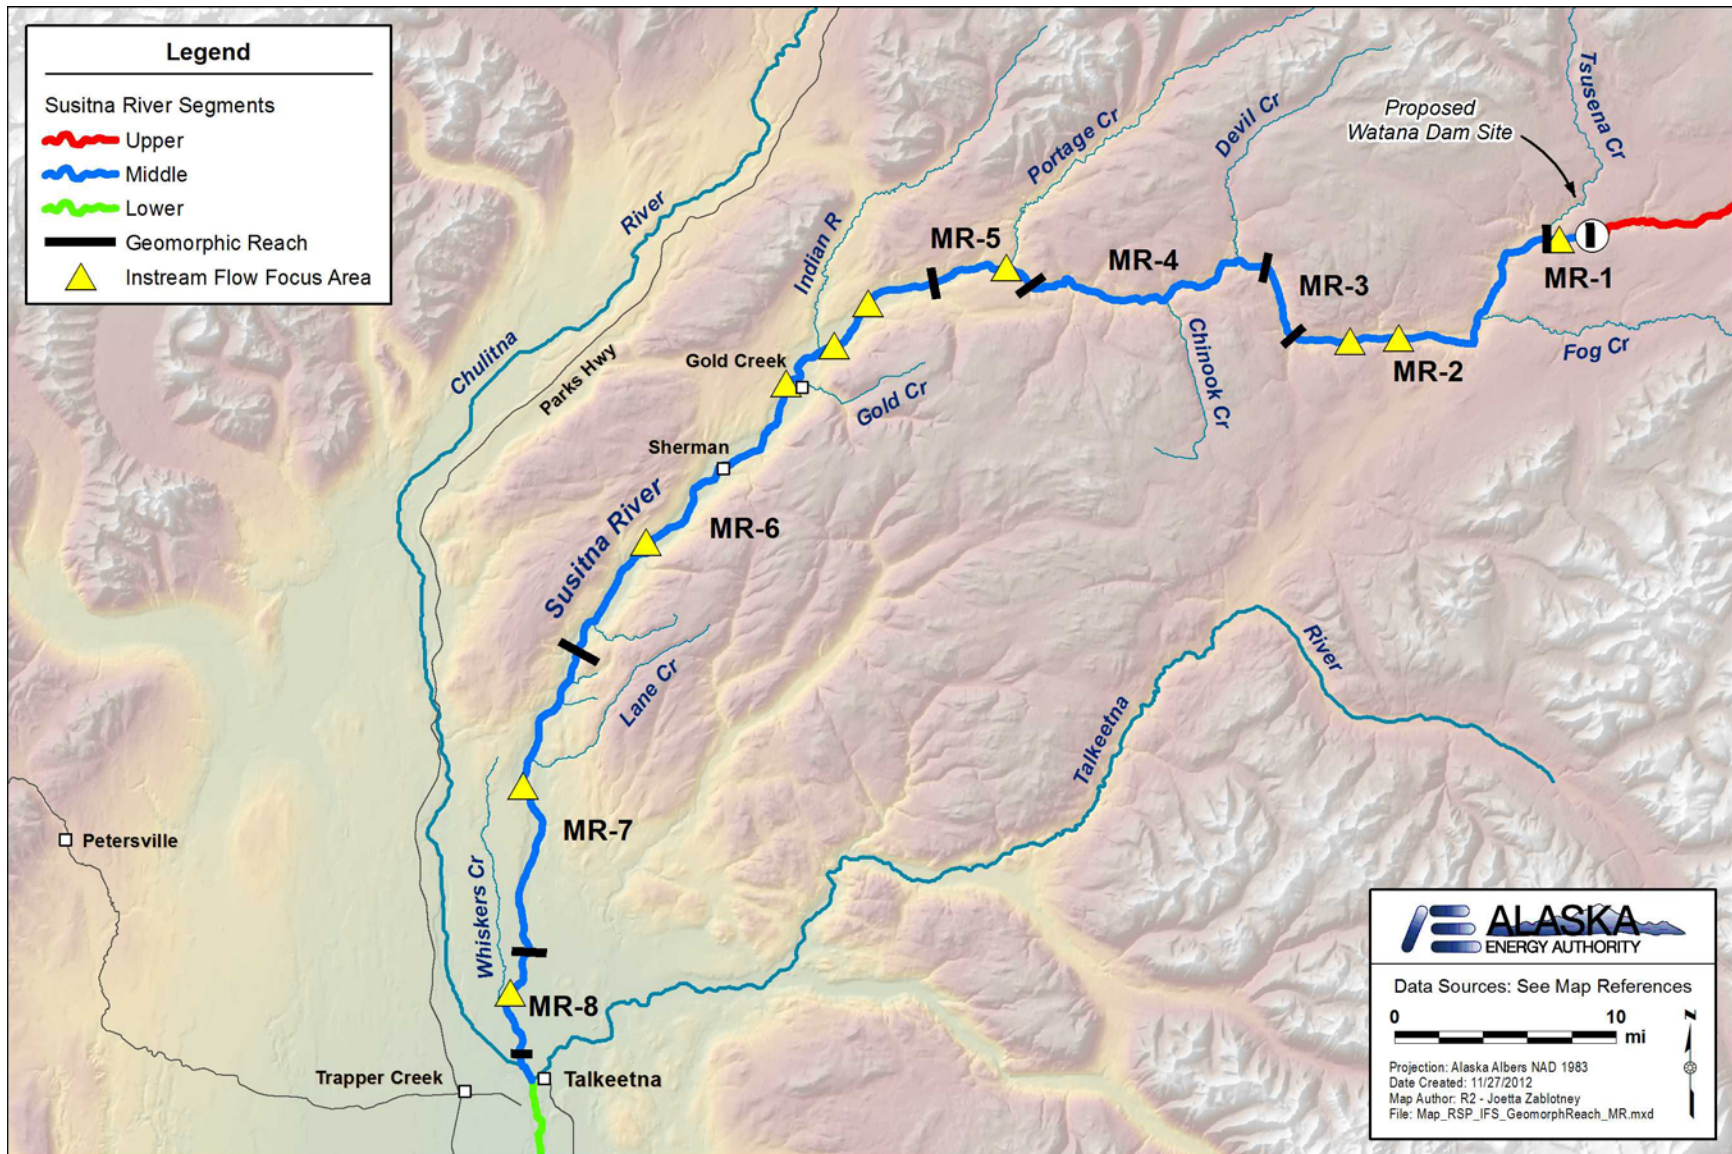 Legend
Susitna River Segments
Upper
Middle
Lower
Geomorphic Reach
Instream Flow Focus Area
Proposed
Watana Dam Site
Tsusena Cr
Devil Cr
Portage Cr
Indian R
River
Chulitna
Parks Hwy
MR-5
MR-4
MR-3
MR-1
MR-2
Fog Cr
Chinook Cr
Gold Creek
Gold Cr
Sherman
Susitna River
MR-6
Lane Cr
River
Talkeetna
Petersville
MR-7
Whiskers Cr
MR-8
Trapper Creek
Talkeetna
ALASKA
ENERGY AUTHORITY
Data Sources: See Map References
0 10
mi
N
Projection: Alaska Albers NAD 1983
Date Created: 11/27/2012
Map Author: R2 - Joetta Zablotney
File: Map_RSP_IFS_GeomorphReach_MR.mxd